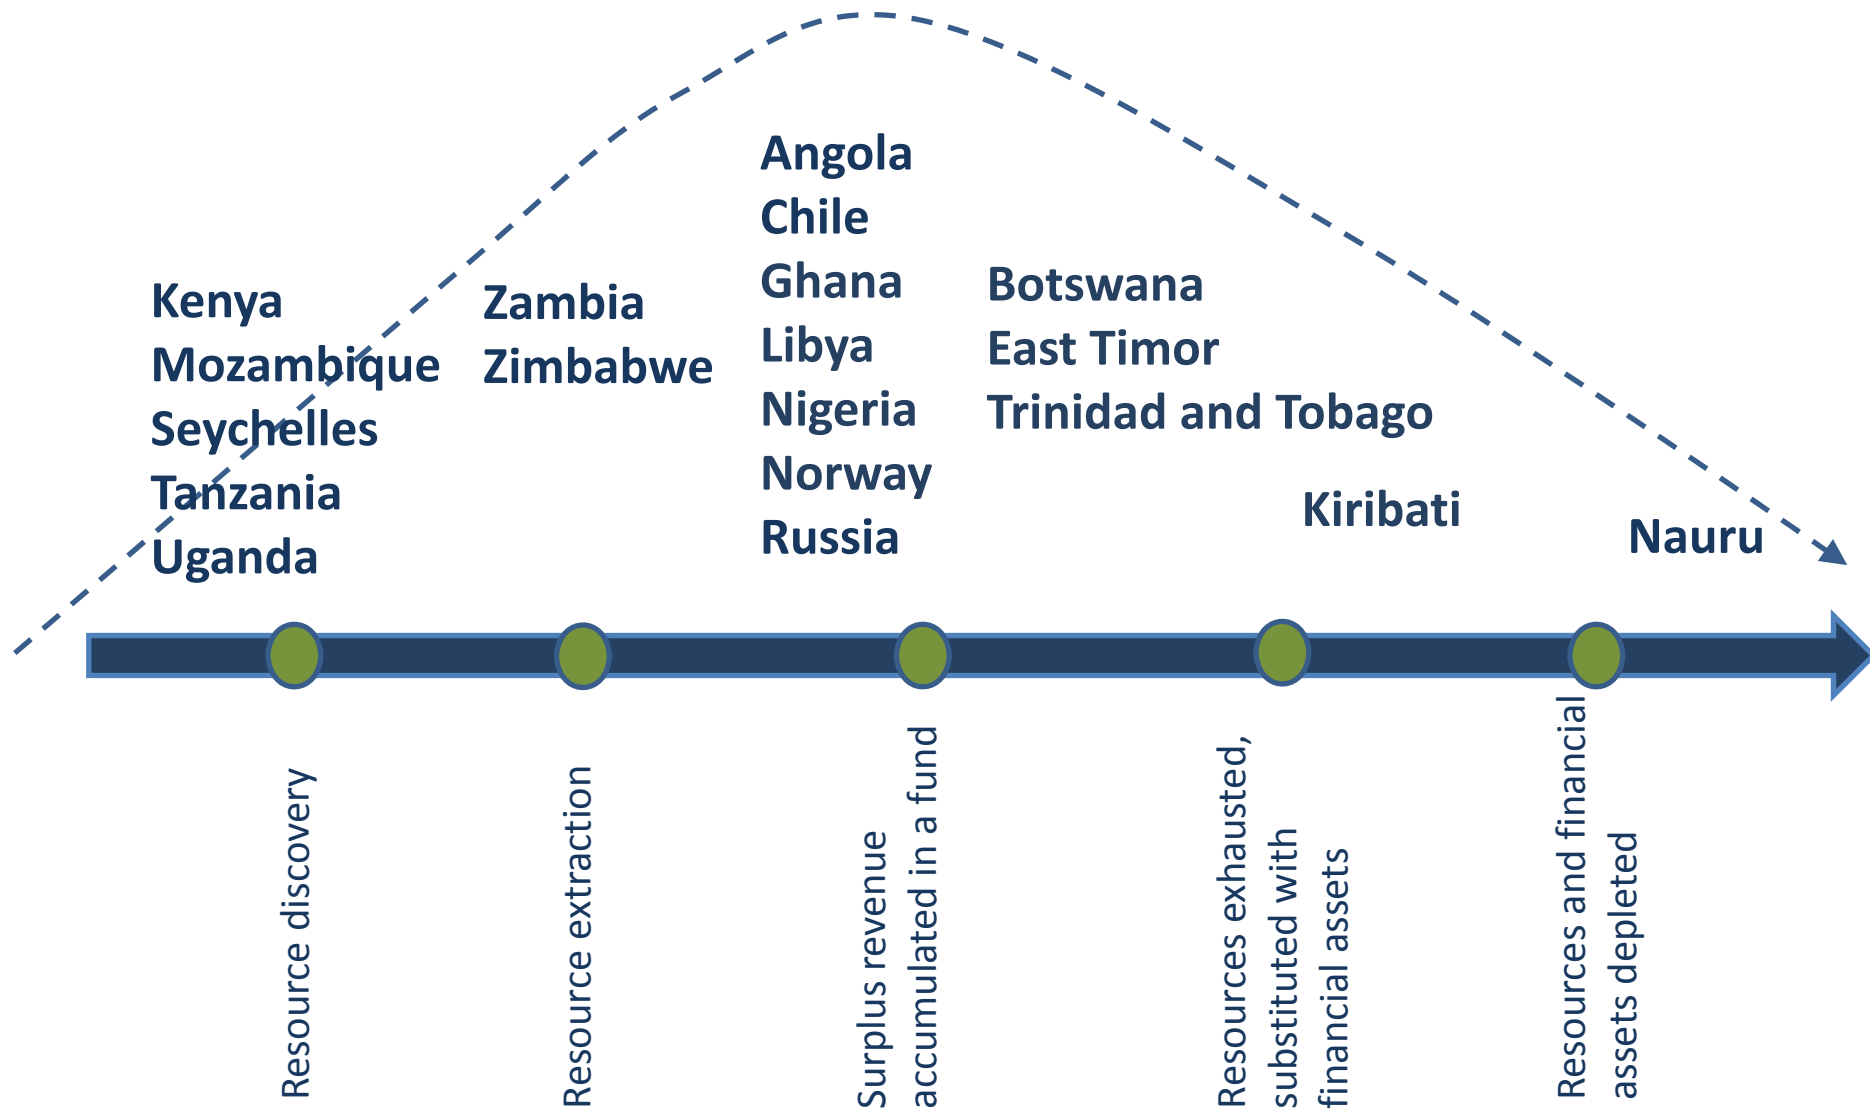 Kenya
Mozambique
Seychelles
Tanzania
Uganda
Zambia
Zimbabwe
Angola
Chile
Ghana
Libya
Nigeria
Norway
Russia
Botswana
East Timor
Trinidad and Tobago
Kiribati
Nauru
Resource discovery
Resource extraction
Surplus revenue
accumulated in a fund
Resources exhausted,
substituted with
financial assets
Resources and financial
assets depleted